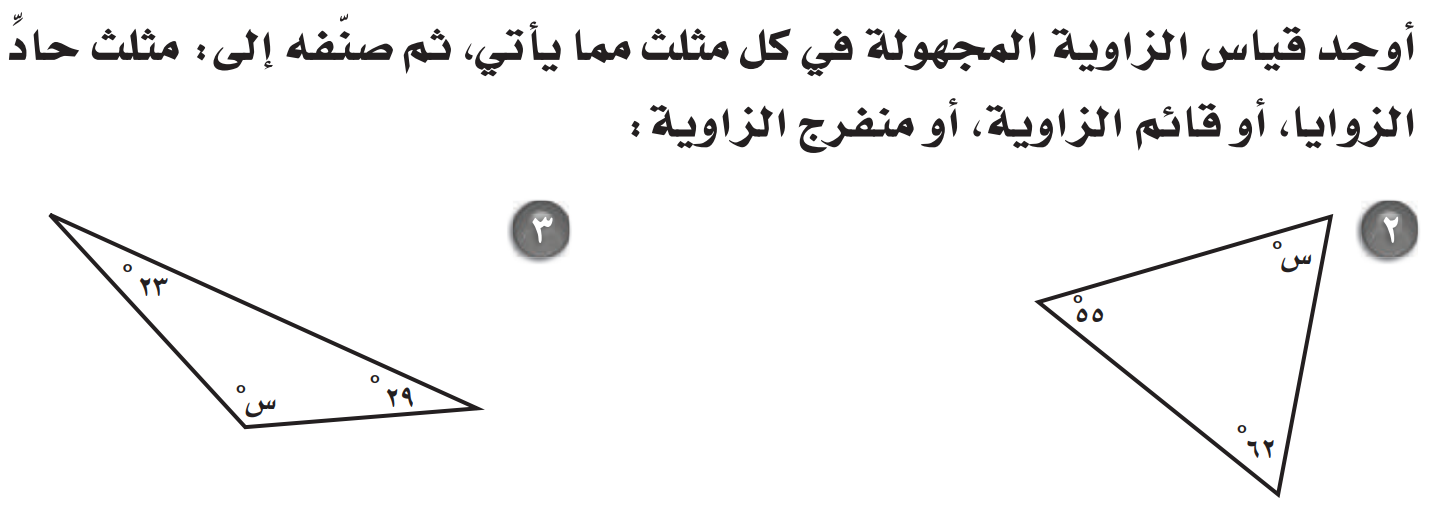 أوجد قياس الزاوية المجهولة في كل مثلث مما يأتي، ثم صنّفه إلى: مثلث حادِّ
الزوايا، أو قائم الزاوية، أو منفرج الزاوية:
٢
س°
٥٥°
٦٢°
٣
٢٣°
س°
٢٩°